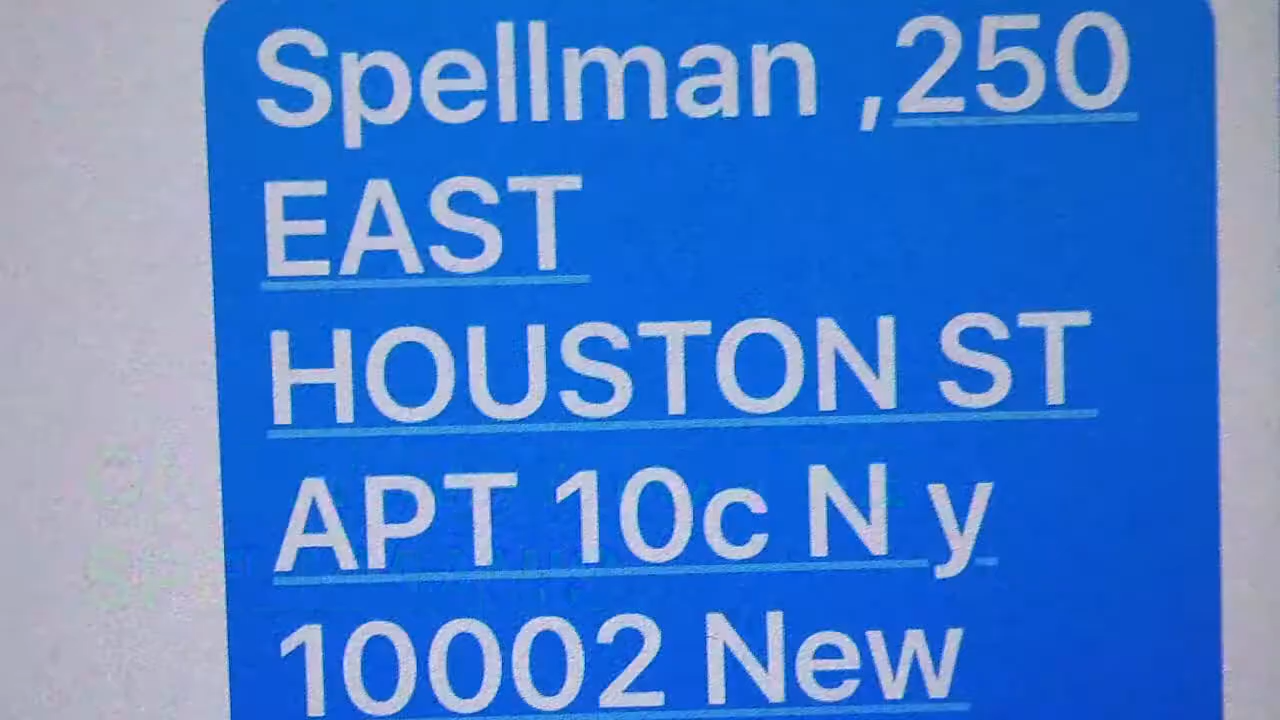 Spellman ,250
EAST
HOUSTON ST
APT 10c N y
10002 New